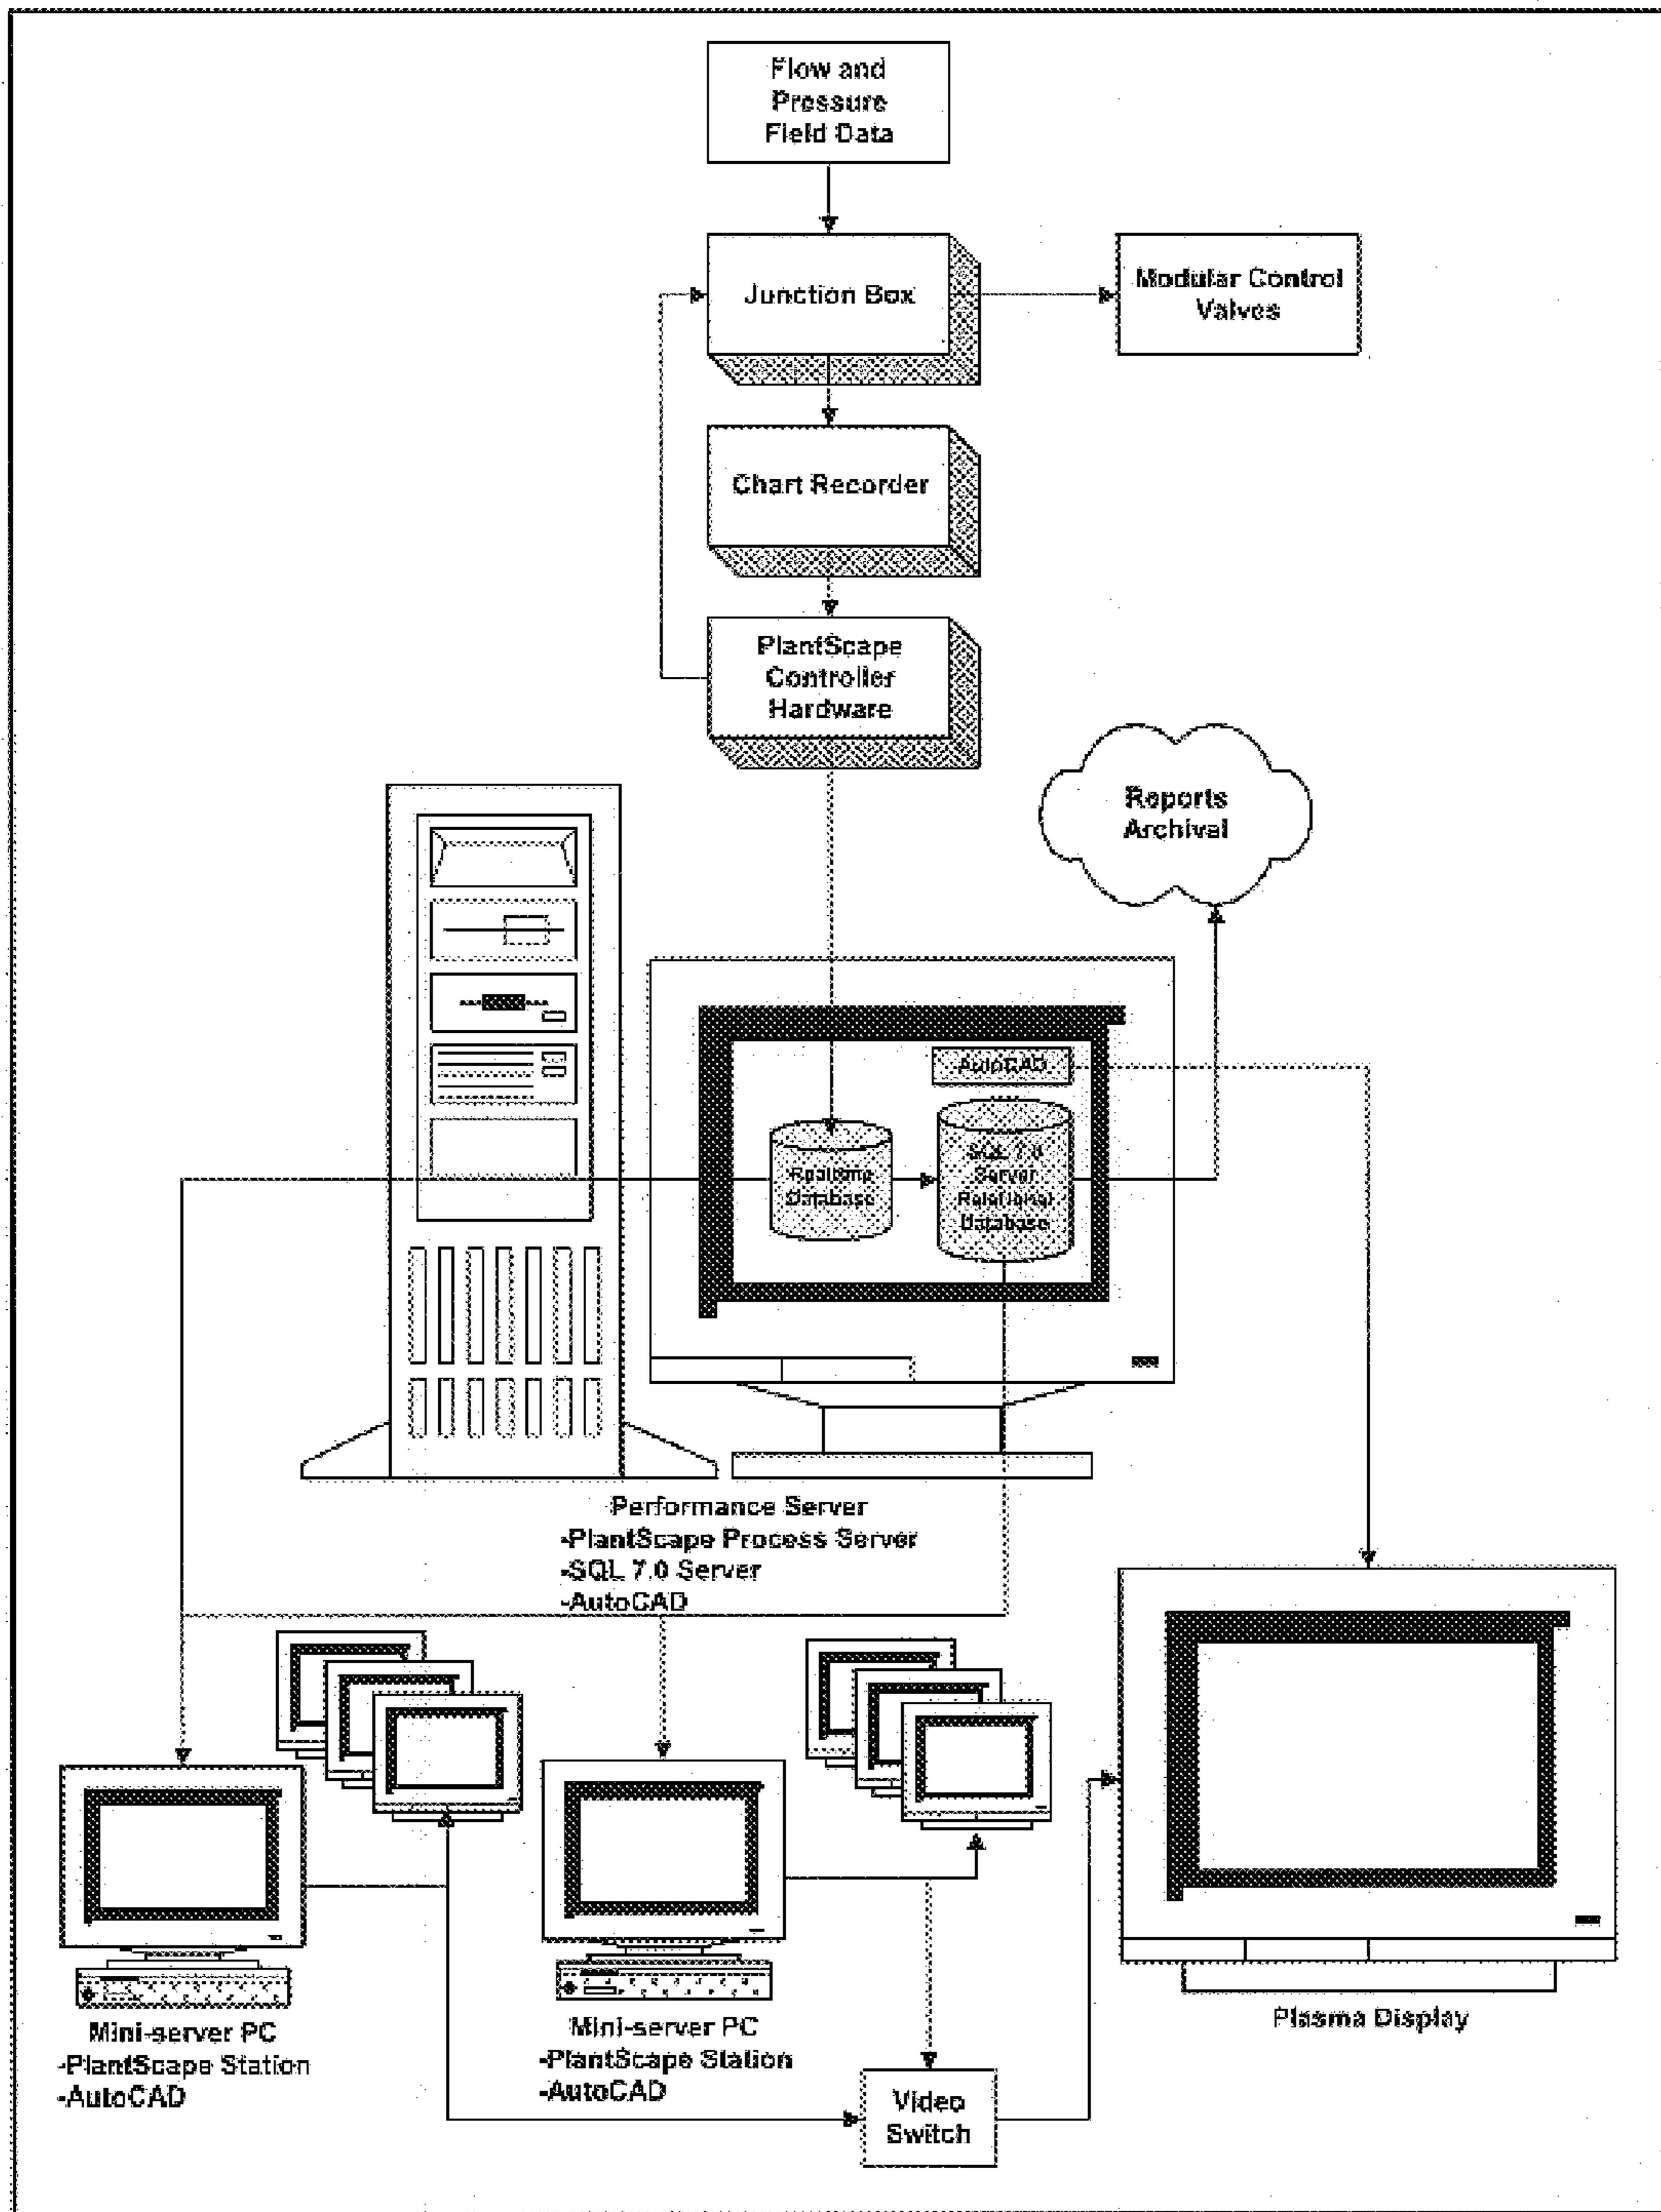 Flow and
Pressure
Field Data
Junction Box
Modular Control
Valves
Chart Recorder
PlantScape
Controller
Hardware
Reports
Archival
AutoCAD
Realtime
Database
SQL 7.0
Server
Relational
Database
Performance Server
-PlantScape Process Server
-SQL 7.0 Server
-AutoCAD
Mini-server PC
-PlantScape Station
-AutoCAD
Mini-server PC
-PlantScape Station
-AutoCAD
Video
Switch
Plasma Display